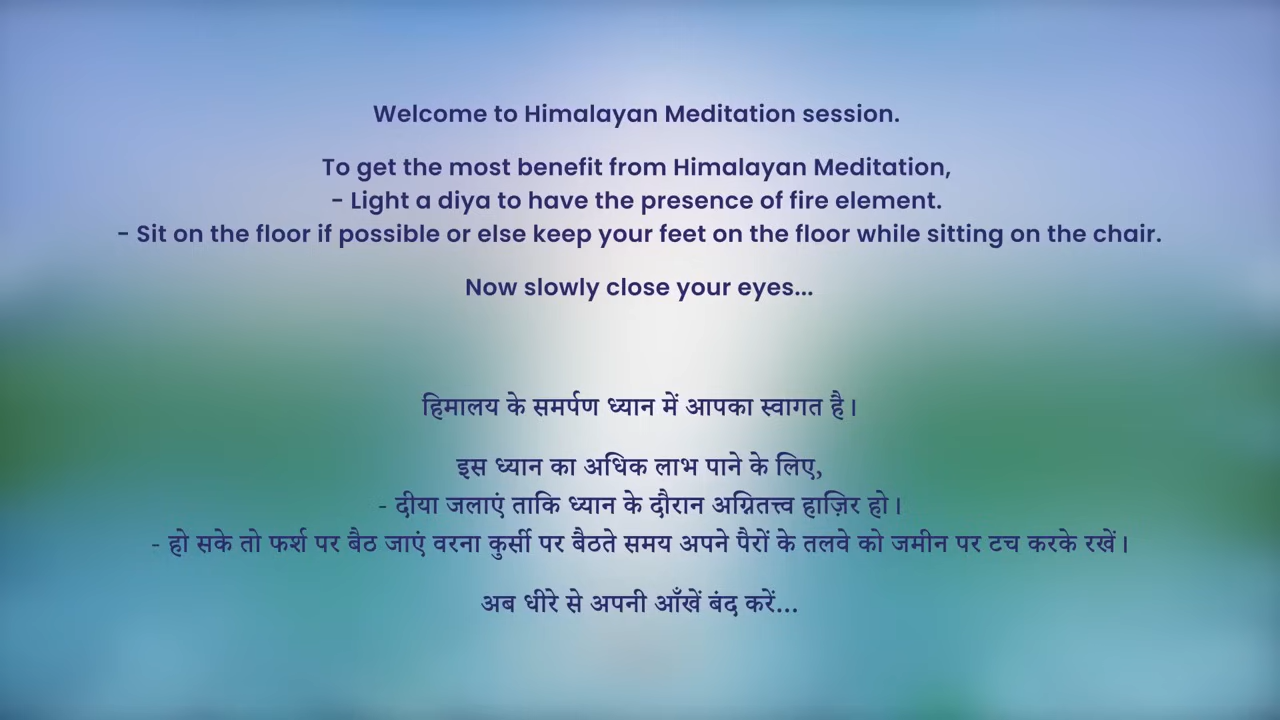 Welcome to Himalayan Meditation session.
To get the most benefit from Himalayan Meditation,
- Light a diya to have the presence of fire element.
- Sit on the floor if possible or else keep your feet on the floor while sitting on the chair.
Now slowly close your eyes...
हिमालय के समर्पण ध्यान में आपका स्वागत है।
इस ध्यान का अधिक लाभ पाने के लिए,
- दीया जलाएं ताकि ध्यान के दौरान अग्नितत्त्व हाज़िर हो।
- हो सके तो फर्श पर बैठ जाएं वरना कुर्सी पर बैठते समय अपने पैरों के तलवे को जमीन पर टच करके रखें।
अब धीरे से अपनी आँखें बंद करें...